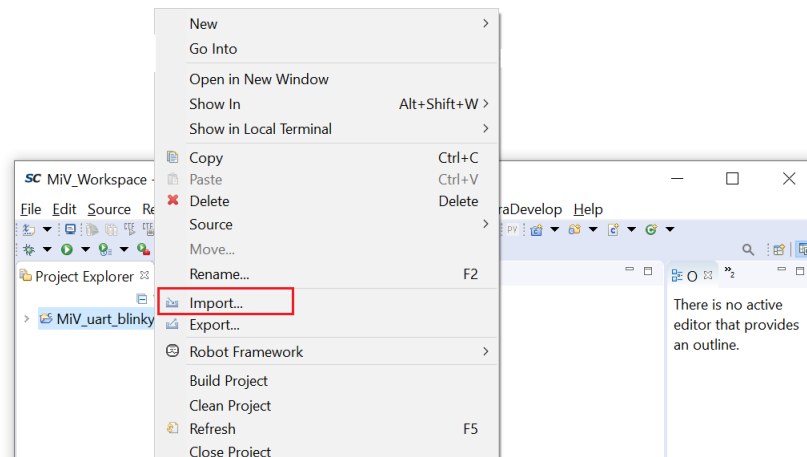 New
Go Into
Open in New Window
Show In Alt+Shift+W
Show in Local Terminal
Copy Ctrl+C
Paste Ctrl+V
Delete Delete
Source
Move...
Rename... F2
Import...
Export...
Robot Framework
Build Project
Clean Project
Refresh F5
Close Project
SC MiV_Workspace -
File Edit Source Re
raDevelop Help
Project Explorer
MiV_uart_blinky
O
2
There is no active
editor that provides
an outline.